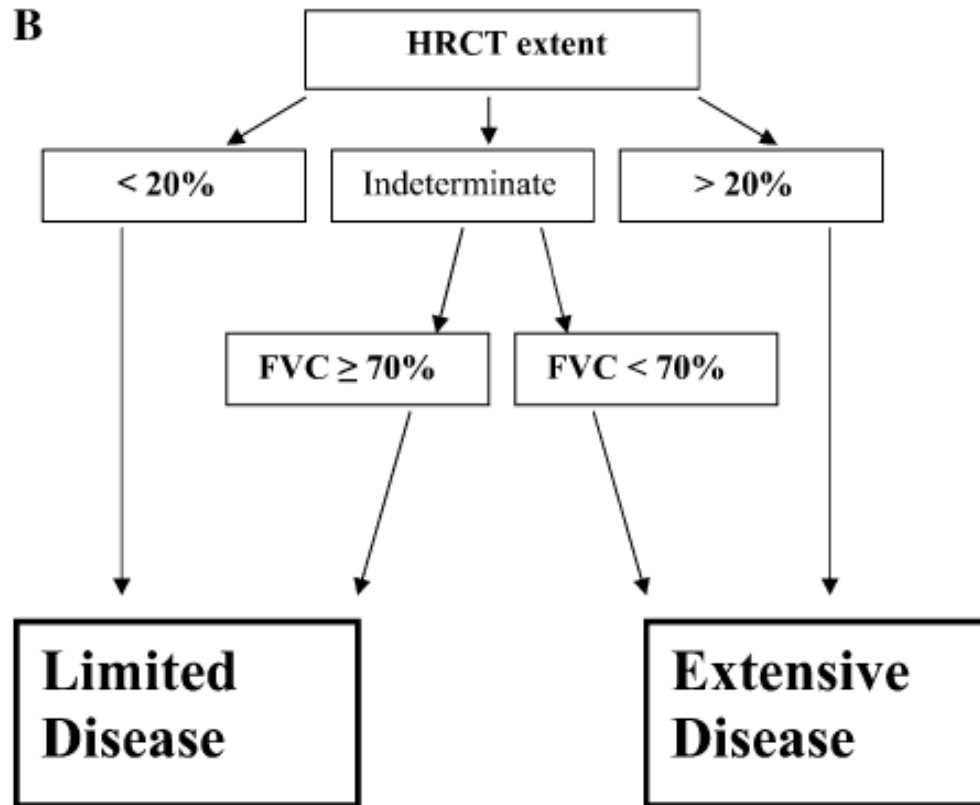 B
HRCT extent
< 20%
Indeterminate
> 20%
FVC ≥ 70%
FVC < 70%
Limited
Disease
Extensive
Disease